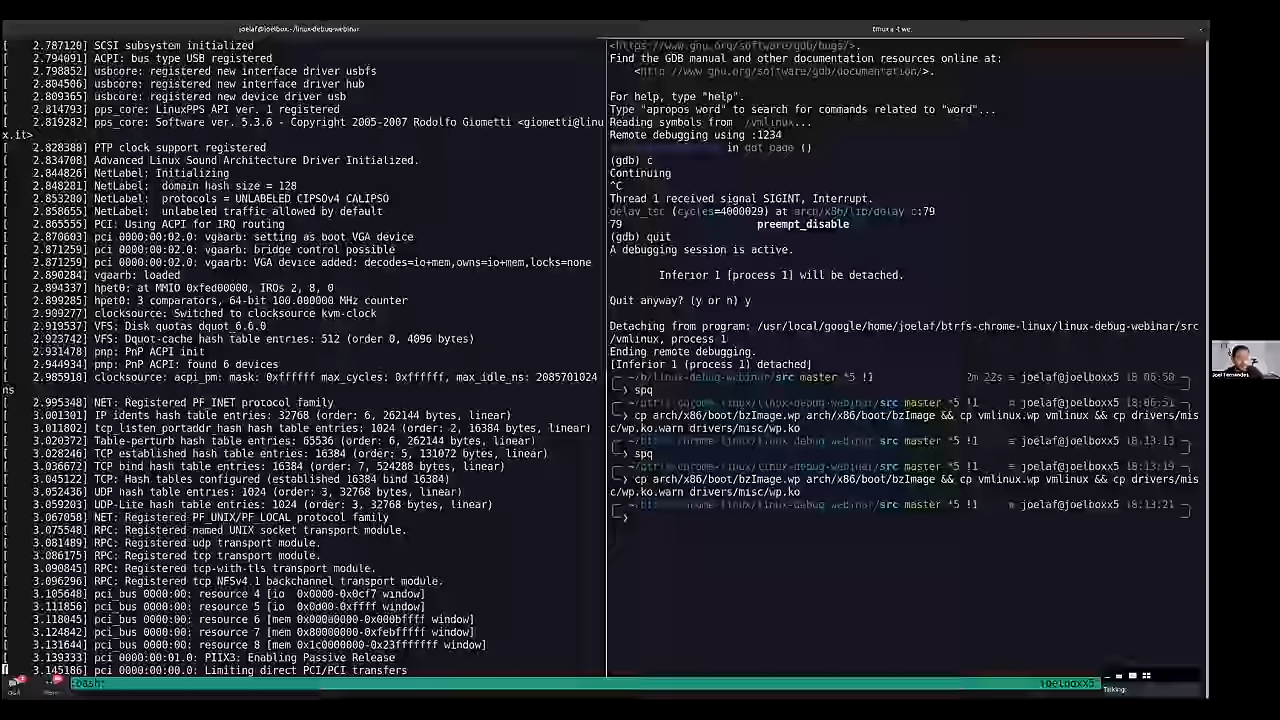 joelaf@joelbox:~/linux-debug-webinar
tmux a -t we.
[    2.787120] SCSI subsystem initialized
[    2.794091] ACPI: bus type USB registered
[    2.798852] usbcore: registered new interface driver usbfs
[    2.804506] usbcore: registered new interface driver hub
[    2.809365] usbcore: registered new device driver usb
[    2.814793] pps_core: LinuxPPS API ver. 1 registered
[    2.819282] pps_core: Software ver. 5.3.6 - Copyright 2005-2007 Rodolfo Giometti <giometti@linu
x.it>
[    2.828388] PTP clock support registered
[    2.834708] Advanced Linux Sound Architecture Driver Initialized.
[    2.844826] NetLabel: Initializing
[    2.848281] NetLabel:  domain hash size = 128
[    2.853280] NetLabel:  protocols = UNLABELED CIPSOv4 CALIPSO
[    2.858655] NetLabel:  unlabeled traffic allowed by default
[    2.865555] PCI: Using ACPI for IRQ routing
[    2.870603] pci 0000:00:02.0: vgaarb: setting as boot VGA device
[    2.871259] pci 0000:00:02.0: vgaarb: bridge control possible
[    2.871259] pci 0000:00:02.0: vgaarb: VGA device added: decodes=io+mem,owns=io+mem,locks=none
[    2.890284] vgaarb: loaded
[    2.894337] hpet0: at MMIO 0xfed00000, IRQs 2, 8, 0
[    2.899285] hpet0: 3 comparators, 64-bit 100.000000 MHz counter
[    2.909277] clocksource: Switched to clocksource kvm-clock
[    2.919537] VFS: Disk quotas dquot_6.6.0
[    2.923742] VFS: Dquot-cache hash table entries: 512 (order 0, 4096 bytes)
[    2.931478] pnp: PnP ACPI init
[    2.944934] pnp: PnP ACPI: found 6 devices
[    2.985918] clocksource: acpi_pm: mask: 0xffffff max_cycles: 0xffffff, max_idle_ns: 2085701024
ns
[    2.995348] NET: Registered PF_INET protocol family
[    3.001301] IP idents hash table entries: 32768 (order: 6, 262144 bytes, linear)
[    3.011802] tcp_listen_portaddr_hash hash table entries: 1024 (order: 2, 16384 bytes, linear)
[    3.020372] Table-perturb hash table entries: 65536 (order: 6, 262144 bytes, linear)
[    3.028246] TCP established hash table entries: 16384 (order: 5, 131072 bytes, linear)
[    3.036672] TCP bind hash table entries: 16384 (order: 7, 524288 bytes, linear)
[    3.045122] TCP: Hash tables configured (established 16384 bind 16384)
[    3.052436] UDP hash table entries: 1024 (order: 3, 32768 bytes, linear)
[    3.059203] UDP-Lite hash table entries: 1024 (order: 3, 32768 bytes, linear)
[    3.067058] NET: Registered PF_UNIX/PF_LOCAL protocol family
[    3.075548] RPC: Registered named UNIX socket transport module.
[    3.081489] RPC: Registered udp transport module.
[    3.086175] RPC: Registered tcp transport module.
[    3.090845] RPC: Registered tcp-with-tls transport module.
[    3.096296] RPC: Registered tcp NFSv4.1 backchannel transport module.
[    3.105648] pci_bus 0000:00: resource 4 [io  0x0000-0x0cf7 window]
[    3.111856] pci_bus 0000:00: resource 5 [io  0x0d00-0xffff window]
[    3.118045] pci_bus 0000:00: resource 6 [mem 0x000a0000-0x000bffff window]
[    3.124842] pci_bus 0000:00: resource 7 [mem 0x80000000-0xfebfffff window]
[    3.131644] pci_bus 0000:00: resource 8 [mem 0x1c0000000-0x23fffffff window]
[    3.139333] pci 0000:00:01.0: PIIX3: Enabling Passive Release
[    3.145186] pci 0000:00:00.0: Limiting direct PCI/PCI transfers
<https://www.gnu.org/software/gdb/bugs/>.
Find the GDB manual and other documentation resources online at:
<http://www.gnu.org/software/gdb/documentation/>.
For help, type "help".
Type "apropos word" to search for commands related to "word"...
Reading symbols from ./vmlinux...
Remote debugging using :1234
in gdt_page ()
(gdb) c
Continuing
^C
Thread 1 received signal SIGINT, Interrupt.
delay_tsc (cycles=4000029) at arch/x86/lib/delay.c:79
79 preempt_disable
(gdb) quit
A debugging session is active.
Inferior 1 [process 1] will be detached.
Quit anyway? (y or n) y
Detaching from program: /usr/local/google/home/joelaf/btrfs-chrome-linux/linux-debug-webinar/src
/vmlinux, process 1
Ending remote debugging.
[Inferior 1 (process 1) detached]
~/b/linux-debug-webinar/src master *5 !1 2m 22s = joelaf@joelboxx5 18:06:50
spq
~/btrfs-chrome-linux/linux-debug-webinar/src master *5 !1 = joelaf@joelboxx5 18:06:51
cp arch/x86/boot/bzImage.wp arch/x86/boot/bzImage && cp vmlinux.wp vmlinux && cp drivers/mis
c/wp.ko.warn drivers/misc/wp.ko
~/btrfs-chrome-linux/linux-debug-webinar/src master *5 !1 = joelaf@joelboxx5 18:13:13
spq
~/btrfs-chrome-linux/linux-debug-webinar/src master *5 !1 = joelaf@joelboxx5 18:13:19
cp arch/x86/boot/bzImage.wp arch/x86/boot/bzImage && cp vmlinux.wp vmlinux && cp drivers/mis
c/wp.ko.warn drivers/misc/wp.ko
~/btrfs-chrome-linux/linux-debug-webinar/src master *5 !1 = joelaf@joelboxx5 18:13:21
-bash:
joelboxx5
Q&A
Talking:
Joel Fernandes